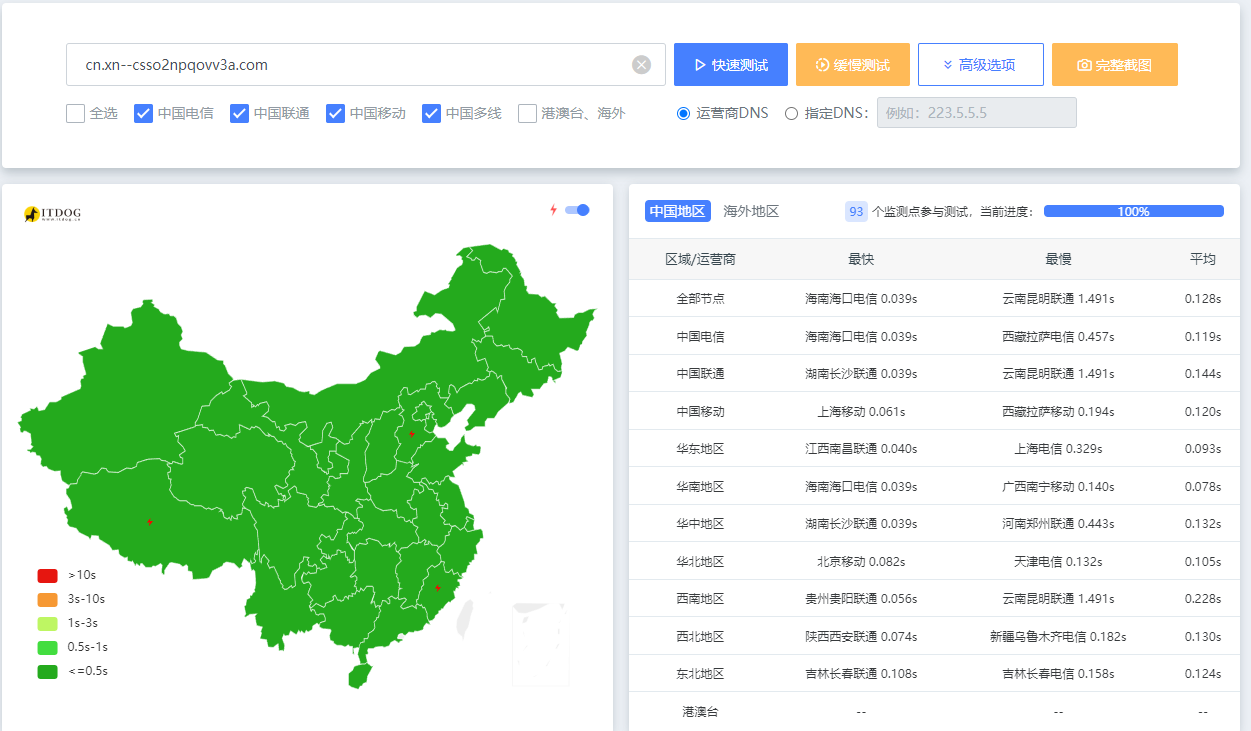 cn.xn--csso2npqovv3a.com
快速测试 缓慢测试 高级选项 完整截图
全选 中国电信 中国联通 中国移动 中国多线 港澳台、海外 运营商DNS 指定DNS: 例如：223.5.5.5
ITDOG
www.itdog.cn
>10s
3s-10s
1s-3s
0.5s-1s
<=0.5s
中国地区 海外地区 93 个监测点参与测试，当前进度： 100%
区域/运营商 最快 最慢 平均
全部节点 海南海口电信 0.039s 云南昆明联通 1.491s 0.128s
中国电信 海南海口电信 0.039s 西藏拉萨电信 0.457s 0.119s
中国联通 湖南长沙联通 0.039s 云南昆明联通 1.491s 0.144s
中国移动 上海移动 0.061s 西藏拉萨移动 0.194s 0.120s
华东地区 江西南昌联通 0.040s 上海电信 0.329s 0.093s
华南地区 海南海口电信 0.039s 广西南宁移动 0.140s 0.078s
华中地区 湖南长沙联通 0.039s 河南郑州联通 0.443s 0.132s
华北地区 北京移动 0.082s 天津电信 0.132s 0.105s
西南地区 贵州贵阳联通 0.056s 云南昆明联通 1.491s 0.228s
西北地区 陕西西安联通 0.074s 新疆乌鲁木齐电信 0.182s 0.130s
东北地区 吉林长春联通 0.108s 吉林长春电信 0.158s 0.124s
港澳台 -- -- --